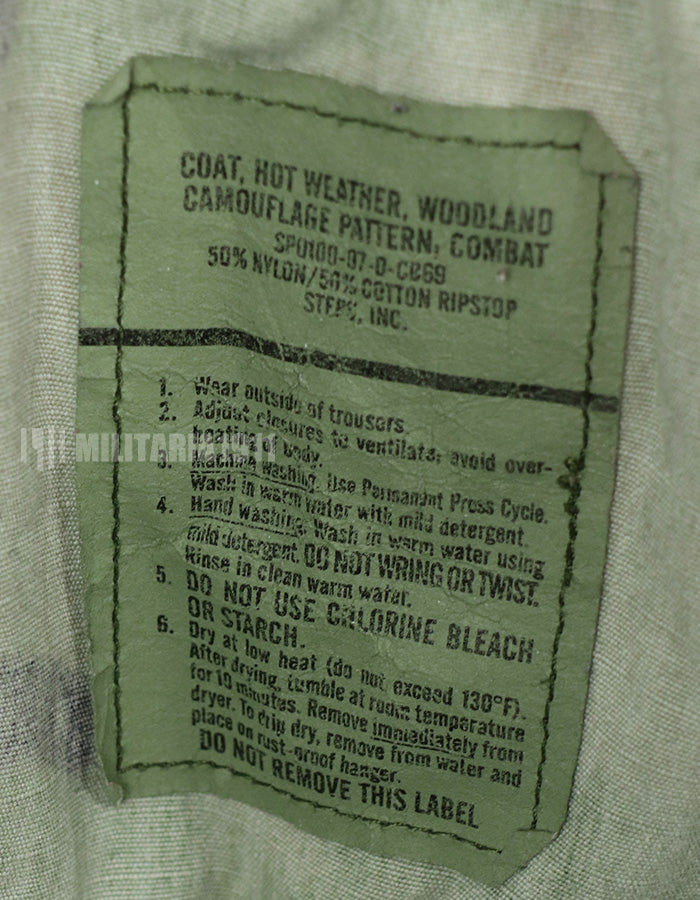 COAT, HOT WEATHER, WOODLAND
CAMOUFLAGE PATTERN, COMBAT
SPO100-97-D-CB69
50% NYLON/50% COTTON RIPSTOP
INC.
1. Wear outside of trousers.
2. Adjust closures to ventilate; avoid over-
heating of body.
3. Machine washing. Use Permanent Press Cycle.
Wash in warm water with mild detergent.
4. Hand washing. Wash in warm water using
mild detergent. DO NOT WRING OR TWIST.
Rinse in clean warm water.
5. DO NOT USE CHLORINE BLEACH
OR STARCH.
6. Dry at low heat (do not exceed 130°F).
After drying, tumble at room temperature
for 10 minutes. Remove immediately from
dryer. To drip dry, remove from water and
place on rust-proof hanger.
DO NOT REMOVE THIS LABEL